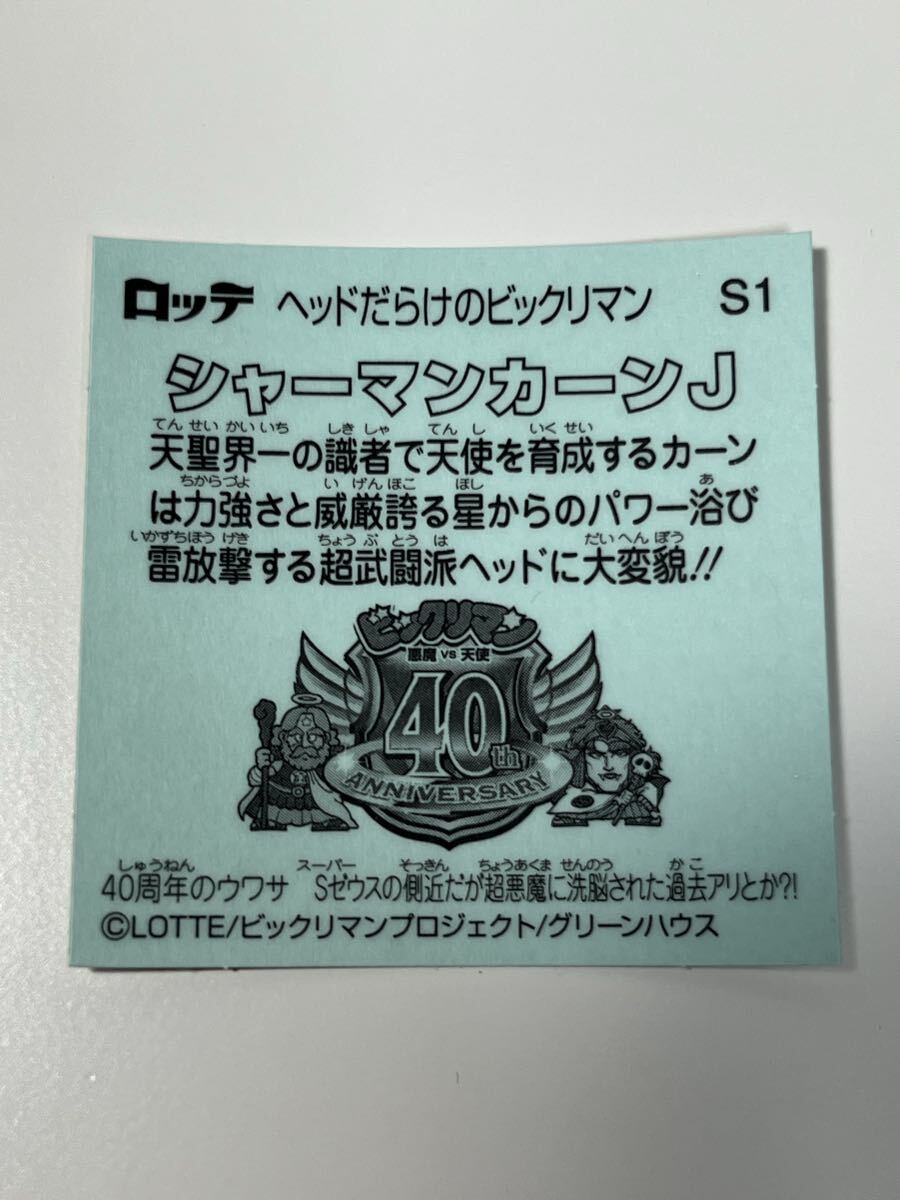 ロッテ ヘッドだらけのビックリマン S1
シャーマンカーンJ
てんせいかいいち しきしゃ てんし いくせい
天聖界一の識者で天使を育成するカーン
ちからづよ いげんほこ ほし あ
は力強さと威厳誇る星からのパワー浴び
いかずちほうげき ちょうぶとうは だいへんぼう
雷放撃する超武闘派ヘッドに大変貌!!
ビックリマン
悪魔 VS 天使
40th
ANNIVERSARY
しゅうねん スーパー そっきん ちょうあくま せんのう かこ
40周年のウワサ Sゼウスの側近だが超悪魔に洗脳された過去アリとか?!
©LOTTE/ビックリマンプロジェクト/グリーンハウス